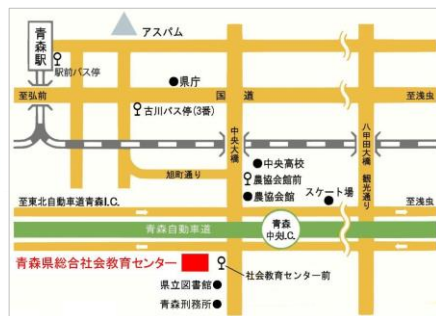 アスパム
青森駅
駅前バス停
県庁
至弘前
国道
至浅虫
古川バス停(3番)
中央大橋
八甲田大橋
観光通り
旭町通り
中央高校
農協会館前
農協会館
スケート場
至東北自動車道青森I.C.
至浅虫
青森自動車道
青森
中央I.C.
青森県総合社会教育センター
社会教育センター前
県立図書館
青森刑務所